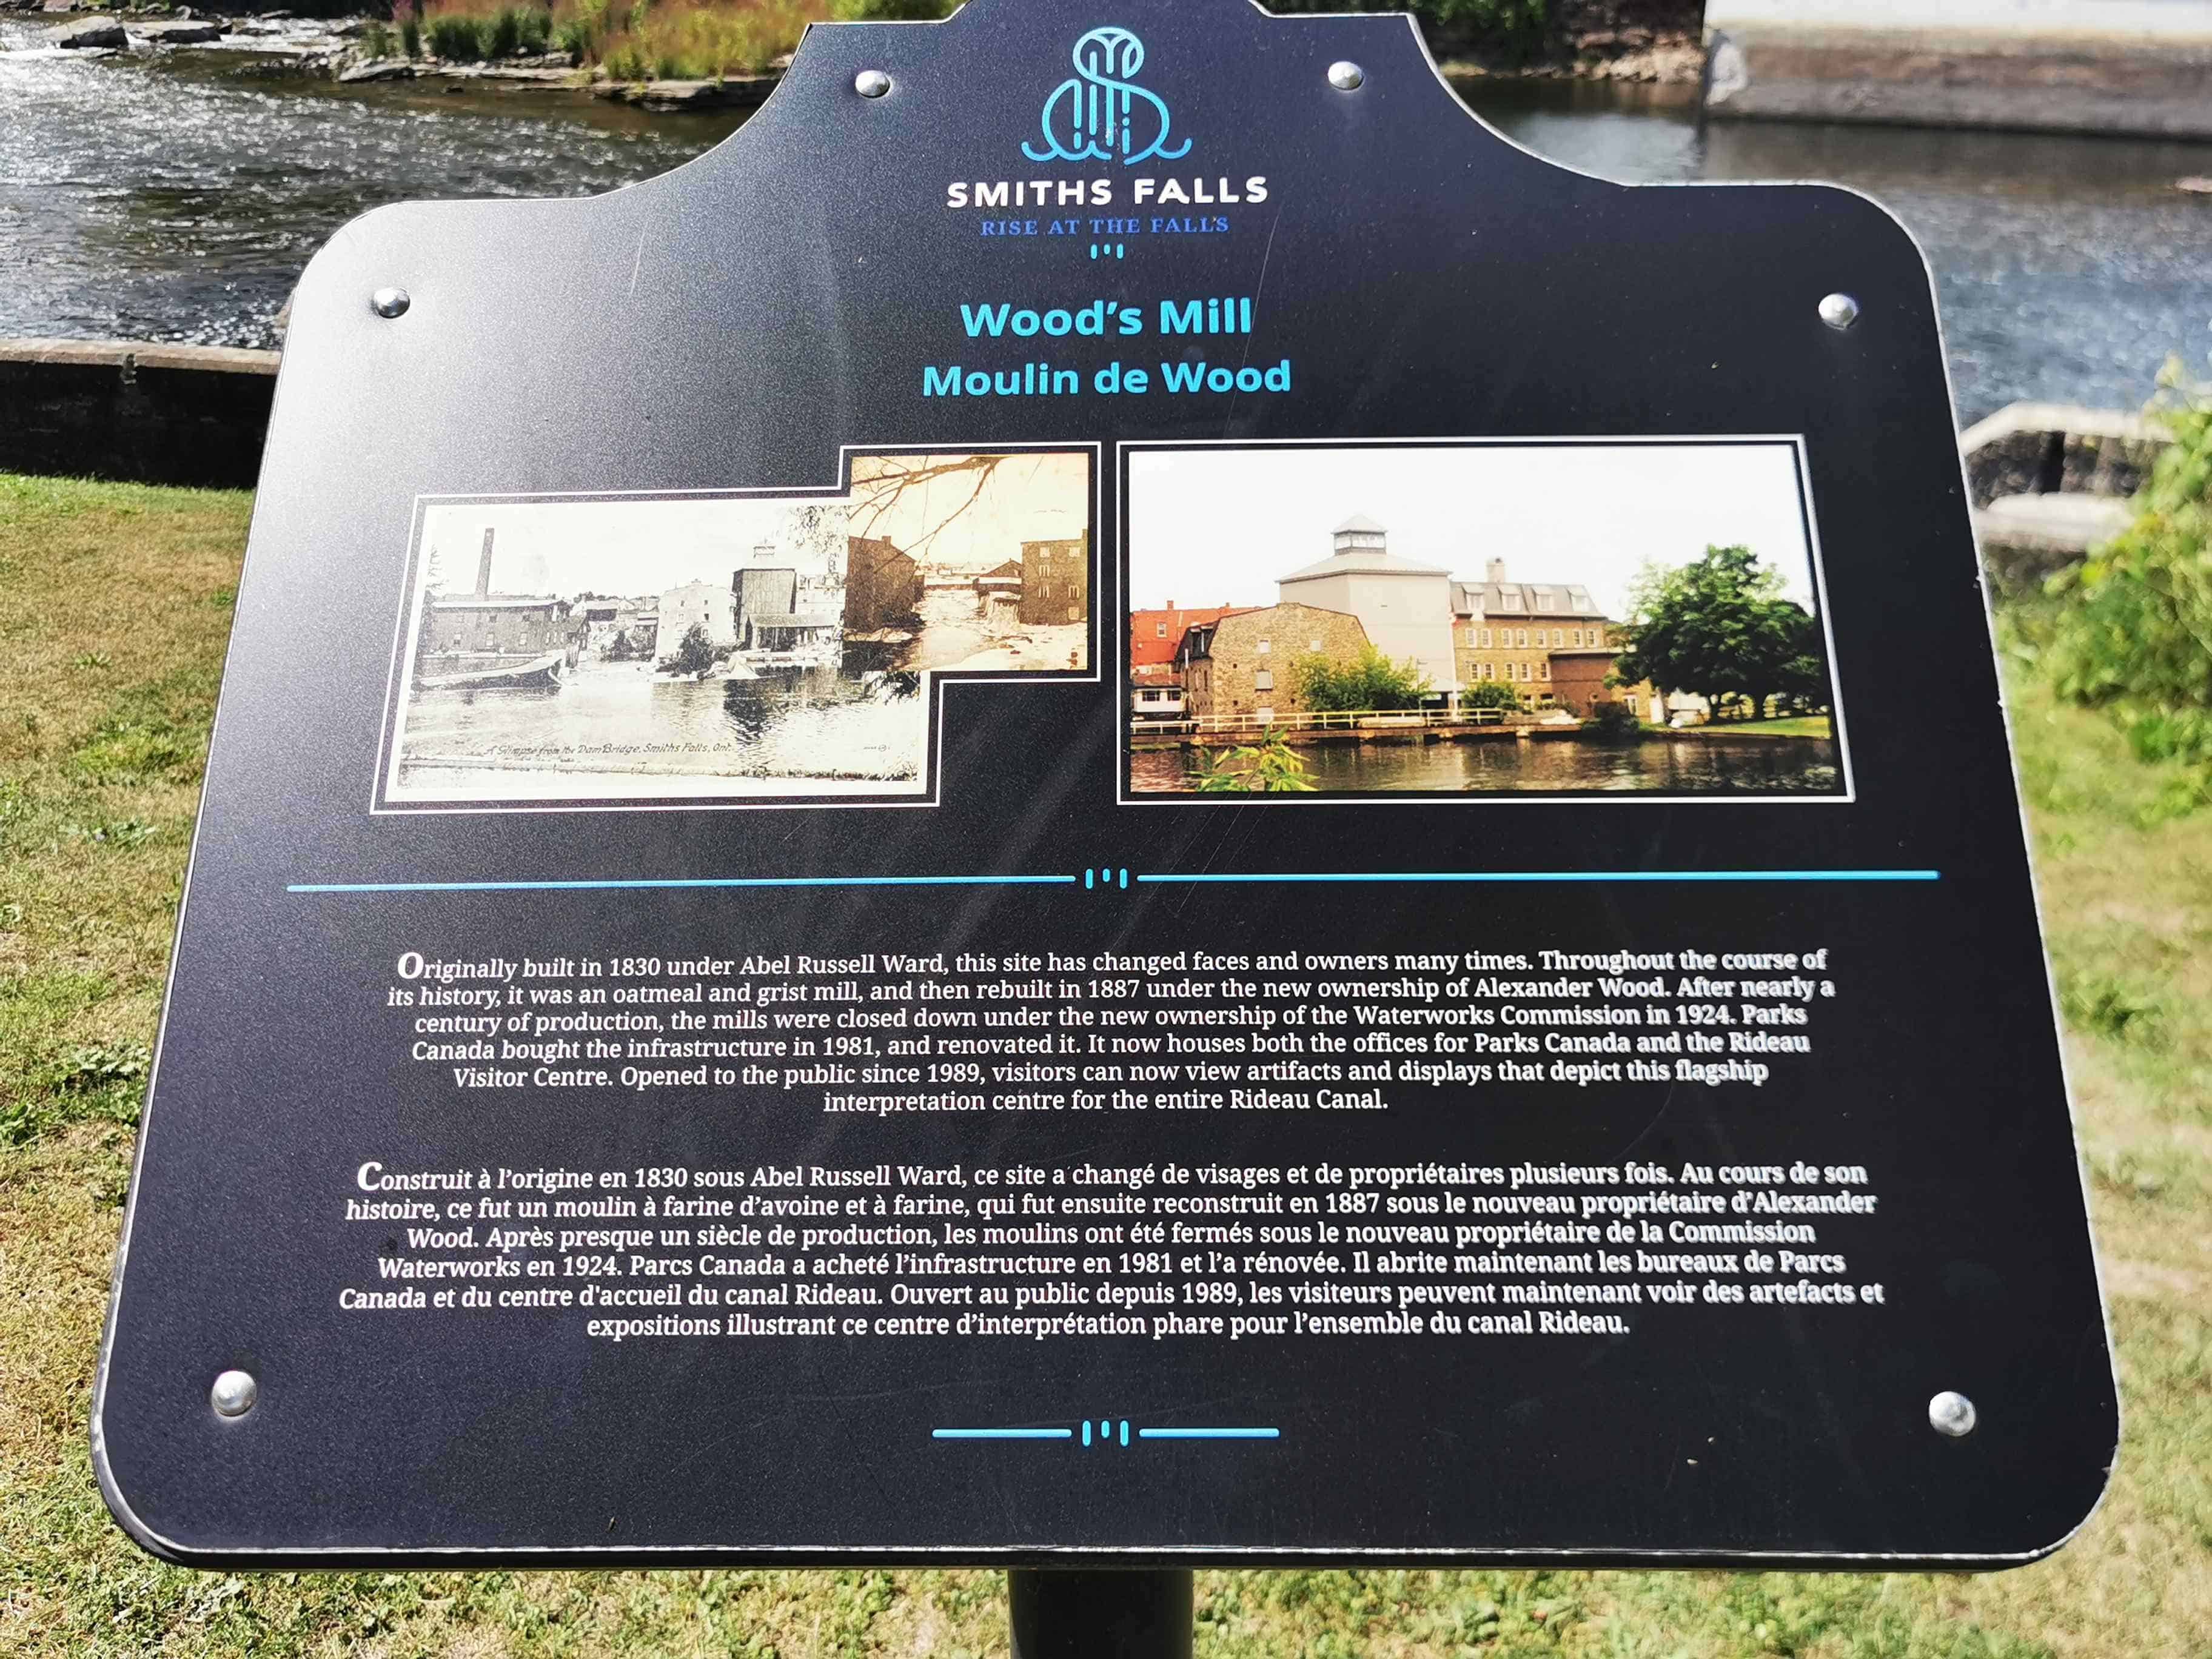 SMITHS FALLS
RISE AT THE FALLS
Wood's Mill
Moulin de Wood
A Glimpse from the Dam Bridge, Smiths Falls, Ont.
Originally built in 1830 under Abel Russell Ward, this site has changed faces and owners many times. Throughout the course of
its history, it was an oatmeal and grist mill, and then rebuilt in 1887 under the new ownership of Alexander Wood. After nearly a
century of production, the mills were closed down under the new ownership of the Waterworks Commission in 1924. Parks
Canada bought the infrastructure in 1981, and renovated it. It now houses both the offices for Parks Canada and the Rideau
Visitor Centre. Opened to the public since 1989, visitors can now view artifacts and displays that depict this flagship
interpretation centre for the entire Rideau Canal.
Construit à l'origine en 1830 sous Abel Russell Ward, ce site a changé de visages et de propriétaires plusieurs fois. Au cours de son
histoire, ce fut un moulin à farine d'avoine et à farine, qui fut ensuite reconstruit en 1887 sous le nouveau propriétaire d'Alexander
Wood. Après presque un siècle de production, les moulins ont été fermés sous le nouveau propriétaire de la Commission
Waterworks en 1924. Parcs Canada a acheté l'infrastructure en 1981 et l'a rénovée. Il abrite maintenant les bureaux de Parcs
Canada et du centre d'accueil du canal Rideau. Ouvert au public depuis 1989, les visiteurs peuvent maintenant voir des artefacts et
expositions illustrant ce centre d'interprétation phare pour l'ensemble du canal Rideau.